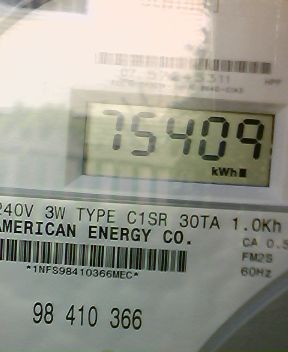 75409
kWh
240V 3W TYPE C1SR 30TA 1.0Kh
AMERICAN ENERGY CO.
CA 0.5
FM2S
60Hz
*1NFS98410366MEC*
98 410 366